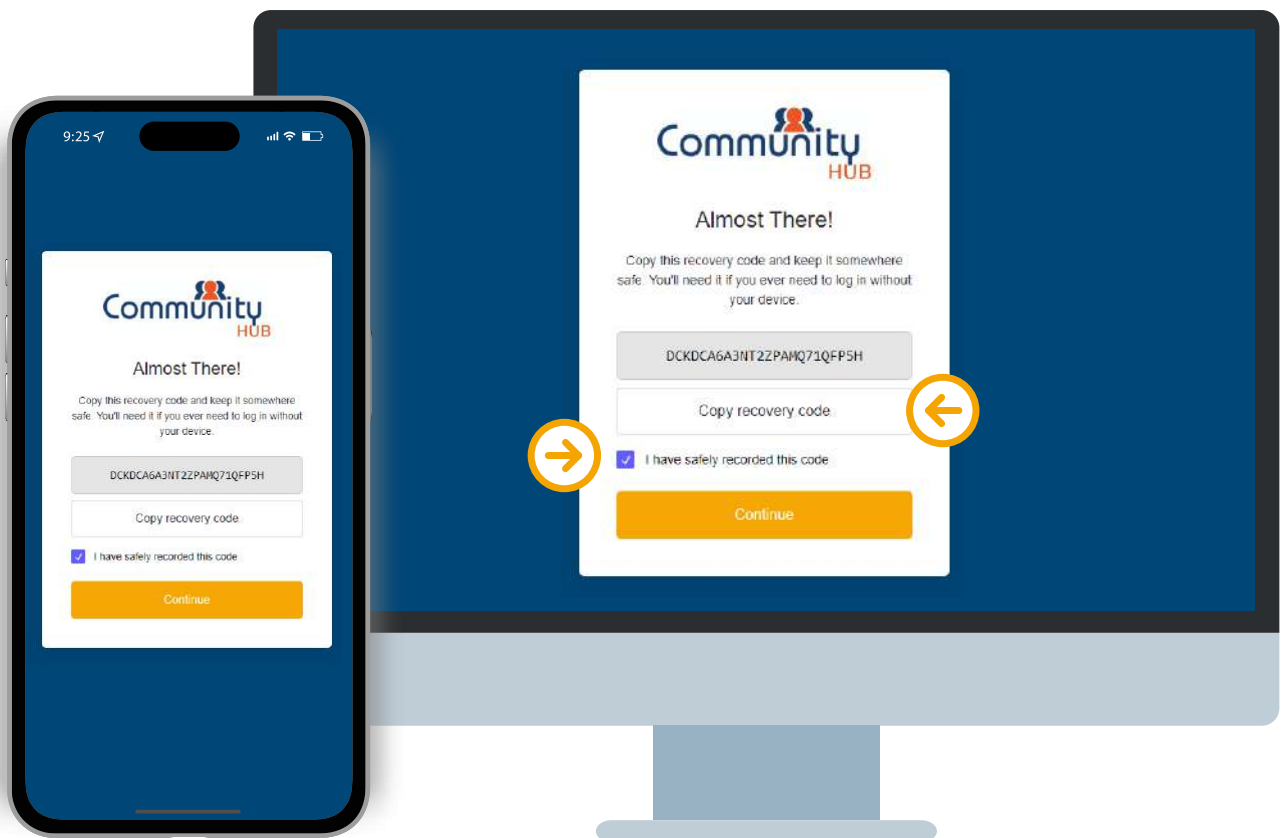 9:25
Community
HUB
Almost There!
Copy this recovery code and keep it somewhere
safe. You'll need it if you ever need to log in without
your device.
DCKDCA6A3NT2ZPAMQ71QFP5H
Copy recovery code
I have safely recorded this code
Continue
Community
HUB
Almost There!
Copy this recovery code and keep it somewhere
safe. You'll need it if you ever need to log in without
your device.
DCKDCA6A3NT2ZPAMQ71QFP5H
Copy recovery code
I have safely recorded this code
Continue